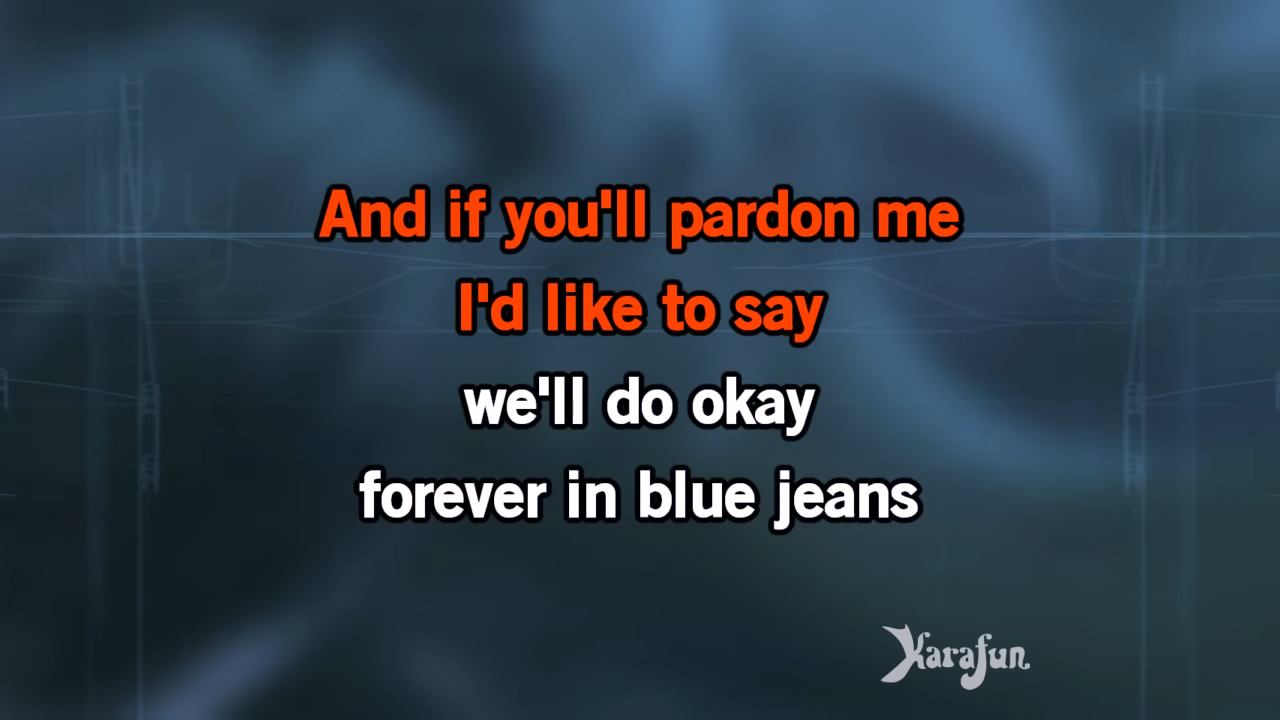 And if you'll pardon me
I'd like to say
we'll do okay
forever in blue jeans
Karafun